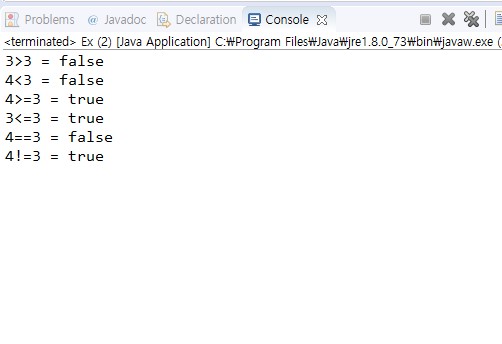 Problems @ Javadoc Declaration Console
<terminated> Ex (2) [Java Application] C:₩Program Files₩Java₩jre1.8.0_73₩bin₩javaw.exe (
3>3 = false
4<3 = false
4>=3 = true
3<=3 = true
4==3 = false
4!=3 = true